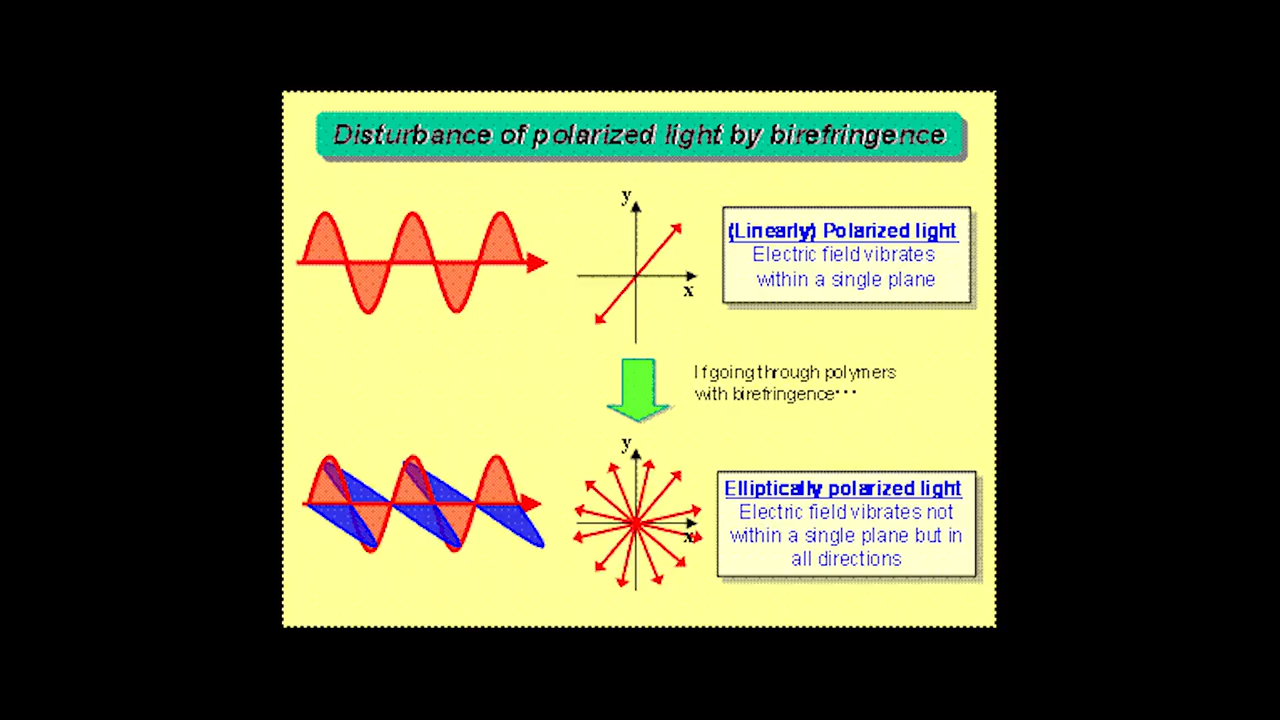 Disturbance of polarized light by birefringence
y
x
(Linearly) Polarized light
Electric field vibrates
within a single plane
If going through polymers
with birefringence･･･
y
x
Elliptically polarized light
Electric field vibrates not
within a single plane but in
all directions